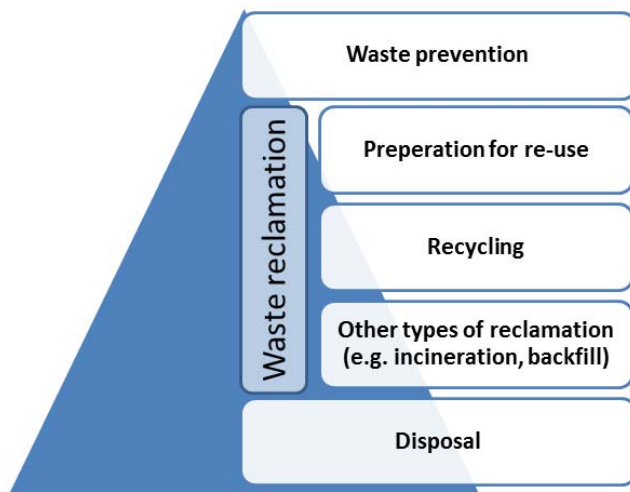 Waste prevention
Waste reclamation
Preperation for re-use
Recycling
Other types of reclamation
(e.g. incineration, backfill)
Disposal